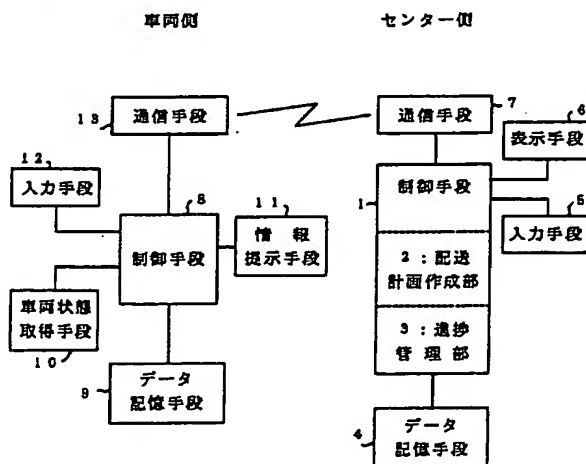 車両側
センター側
13
通信手段
通信手段
7
6
表示手段
12
入力手段
8
制御手段
11
情報
提示手段
1
制御手段
5
入力手段
2：配送
計画作成部
3：進捗
管理部
車両状態
取得手段
10
9
データ
記憶手段
4
データ
記憶手段